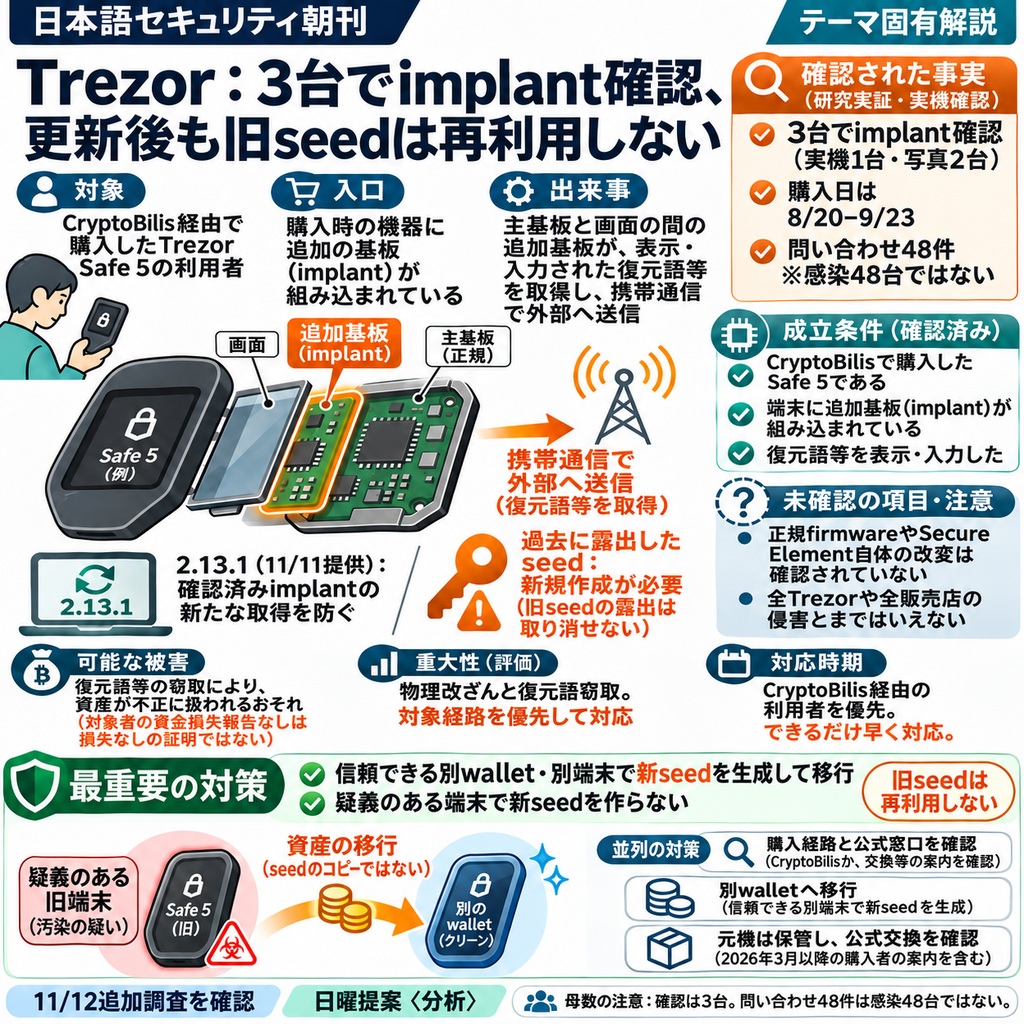 日本語セキュリティ朝刊
テーマ固有解説
Trezor：3台でimplant確認、
更新後も旧seedは再利用しない
対象
CryptoBilis経由で
購入したTrezor
Safe 5の利用者
入口
購入時の機器に
追加の基板
（implant）が
組み込まれている
出来事
主基板と画面の間の
追加基板が、表示・
入力された復元語等
を取得し、携帯通信
で外部へ送信
確認された事実
（研究実証・実機確認）
3台でimplant確認
（実機1台・写真2台）
購入日は
8/20–9/23
問い合わせ48件
※感染48台ではない
画面
追加基板
（implant）
主基板
（正規）
Safe 5
（例）
携帯通信で
外部へ送信
（復元語等を取得）
成立条件（確認済み）
CryptoBilisで購入した
Safe 5である
端末に追加基板（implant）が
組み込まれている
復元語等を表示・入力した
未確認の項目・注意
正規firmwareやSecure
Element自体の改変は
確認されていない
全Trezorや全販売店の
侵害とまではいえない
2.13.1
2.13.1（11/11提供）：
確認済みimplantの
新たな取得を防ぐ
過去に露出した
seed：
新規作成が必要
（旧seedの露出は
取り消せない）
可能な被害
復元語等の窃取により、
資産が不正に扱われるおそれ
（対象者の資金損失報告なしは
損失なしの証明ではない）
重大性（評価）
物理改ざんと復元語窃取。
対象経路を優先して対応
対応時期
CryptoBilis経由の
利用者を優先。
できるだけ早く対応。
最重要の対策
信頼できる別wallet・別端末で新seedを生成して移行
疑義のある端末で新seedを作らない
旧seedは
再利用しない
疑義のある
旧端末
（汚染の疑い）
Safe 5
（旧）
資産の移行
（seedのコピーではない）
別の
wallet
（クリーン）
並列の対策
購入経路と公式窓口を確認
（CryptoBilisか、交換等の案内を確認）
別walletへ移行
（信頼できる別端末で新seedを生成）
元機は保管し、公式交換を確認
（2026年3月以降の購入者の案内を含む）
11/12追加調査を確認
日曜提案〈分析〉
母数の注意：確認は3台。問い合わせ48件は感染48台ではない。